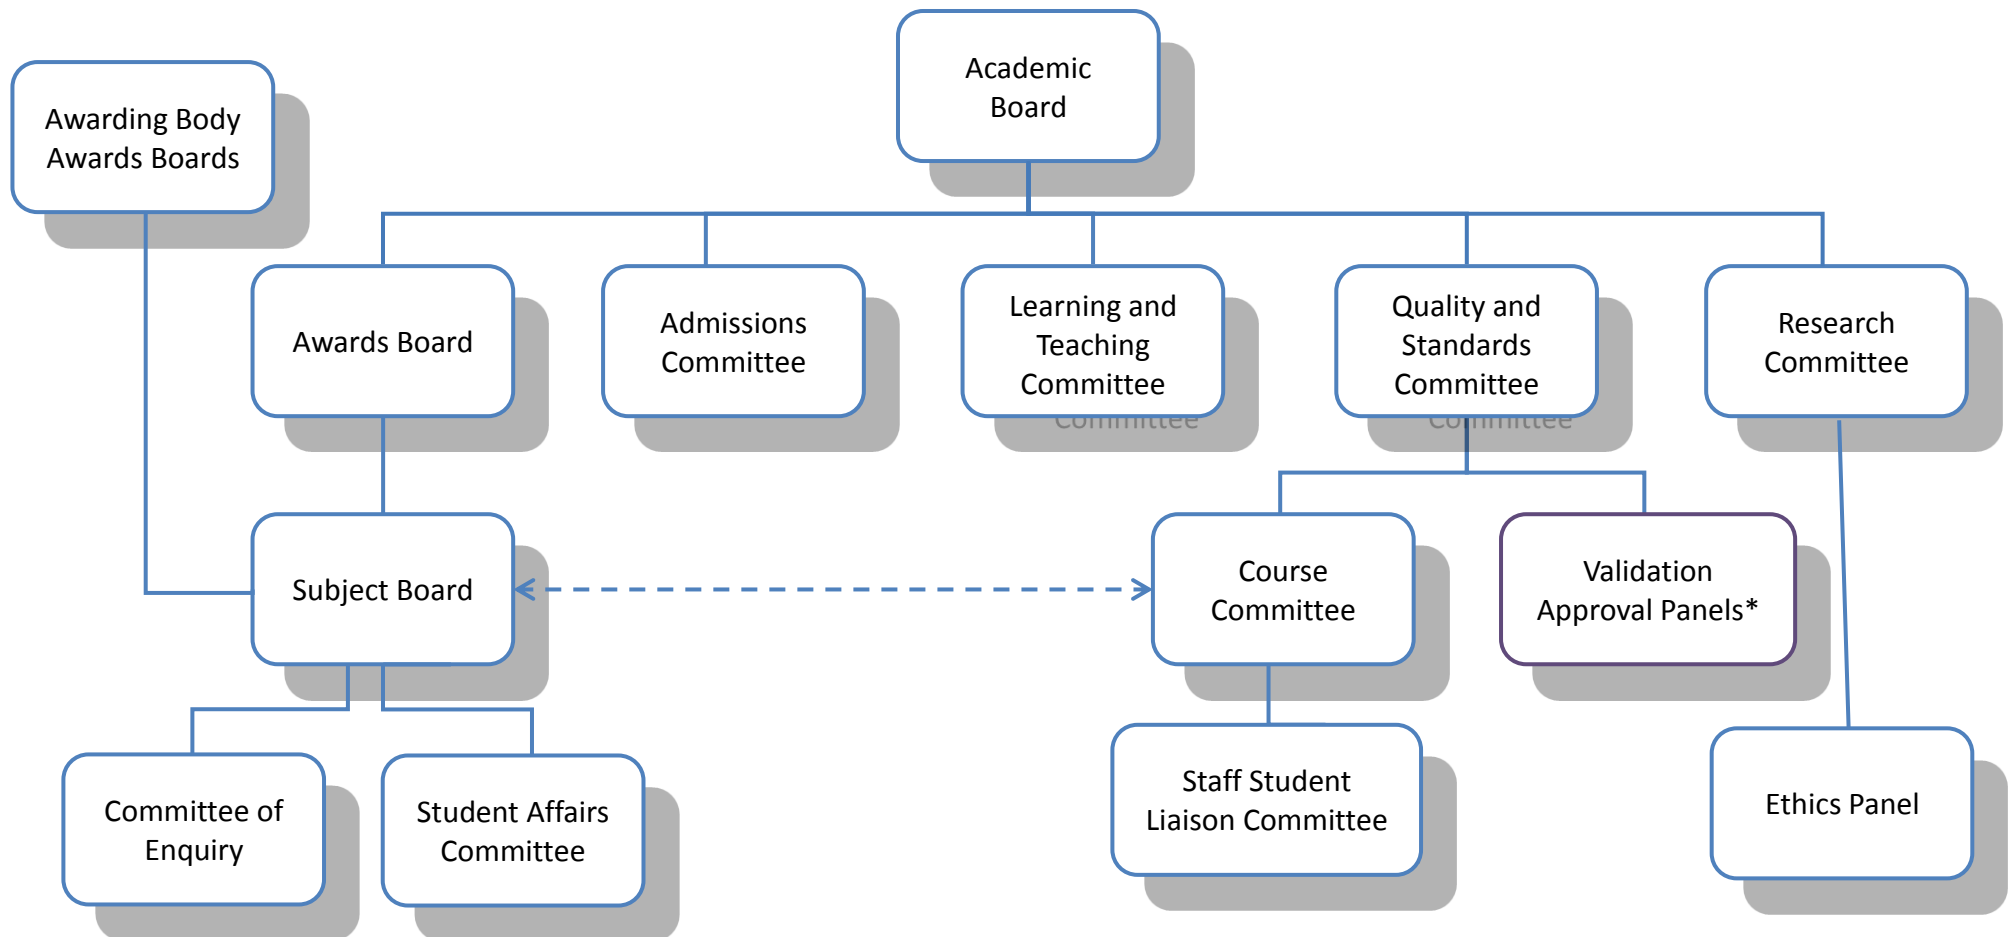 Academic
Board
Awarding Body
Awards Boards
Awards Board
Admissions
Committee
Learning and
Teaching
Committee
Committee
Quality and
Standards
Committee
Committee
Research
Committee
Subject Board
Course
Committee
Validation
Approval Panels*
Committee of
Enquiry
Student Affairs
Committee
Staff Student
Liaison Committee
Ethics Panel